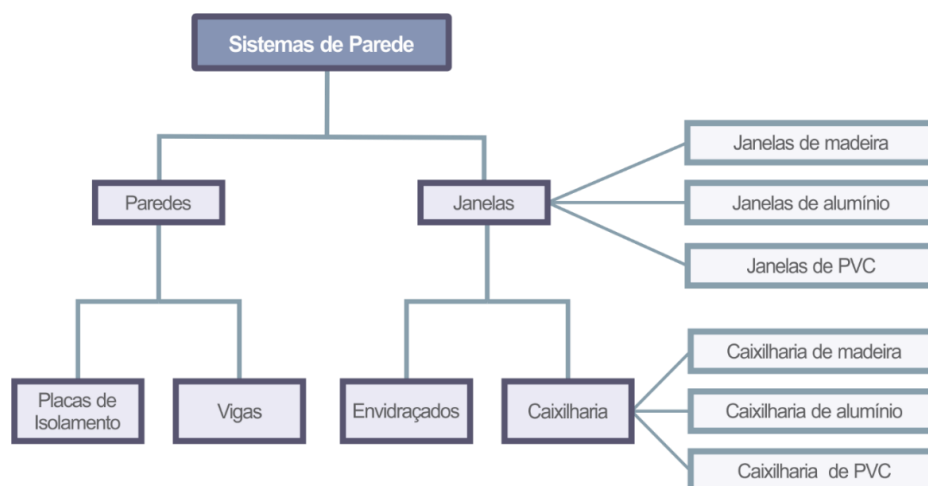 Sistemas de Parede
Paredes
Janelas
Janelas de madeira
Janelas de alumínio
Janelas de PVC
Placas de
Isolamento
Vigas
Envidraçados
Caixilharia
Caixilharia de madeira
Caixilharia de alumínio
Caixilharia de PVC